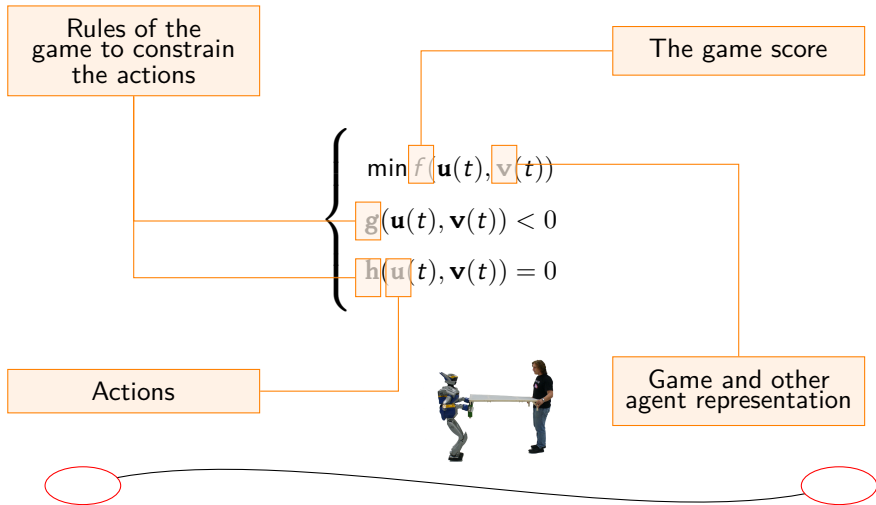 Rules of the
game to constrain
the actions
The game score
min f(𝐮(t), 𝐯(t))
𝐠(𝐮(t), 𝐯(t)) < 0
𝐡(𝐮(t), 𝐯(t)) = 0
Actions
Game and other
agent representation